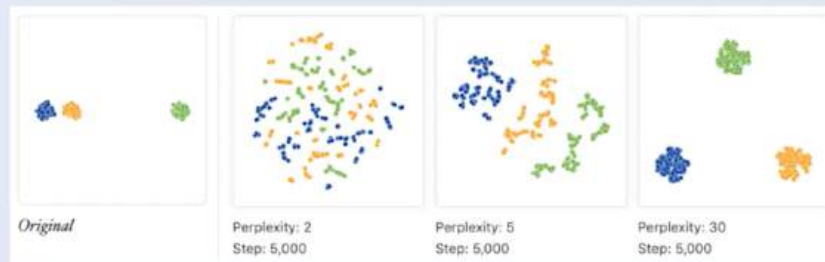 Original
Perplexity: 2
Step: 5,000
Perplexity: 5
Step: 5,000
Perplexity: 30
Step: 5,000